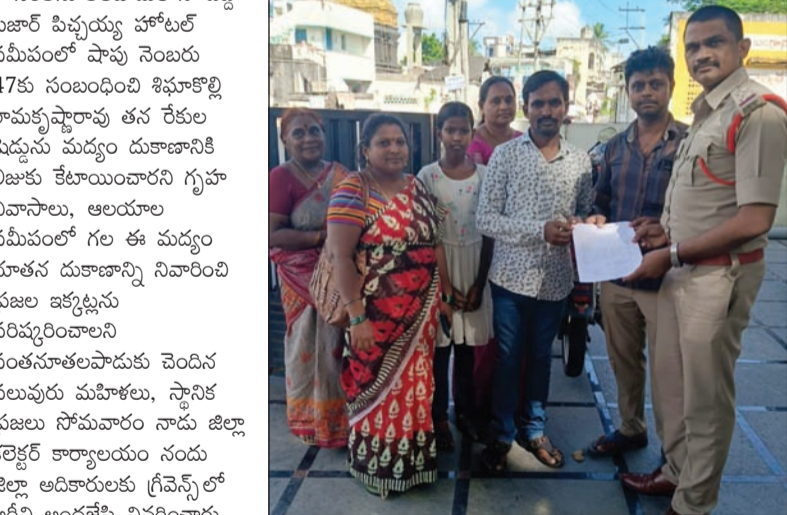 బజార్ పిచ్చయ్య హోటల్
సమీపంలో షాపు నెంబరు
47కు సంబంధించి శిఘాకొల్లి
రామకృష్ణారావు తన రేకుల
షెడ్డును మద్యం దుకాణానికి
లీజుకు కేటాయించారని గృహ
నివాసాలు, ఆలయాల
సమీపంలో గల ఈ మద్యం
నూతన దుకాణాన్ని నివారించి
ప్రజల ఇక్కట్లను
పరిష్కరించాలని
సంతనూతలపాడుకు చెందిన
పలువురు మహిళలు, స్థానిక
ప్రజలు సోమవారం నాడు జిల్లా
కలెక్టర్ కార్యాలయం నందు
జిల్లా అదికారులకు గ్రీవెన్స్‌లో